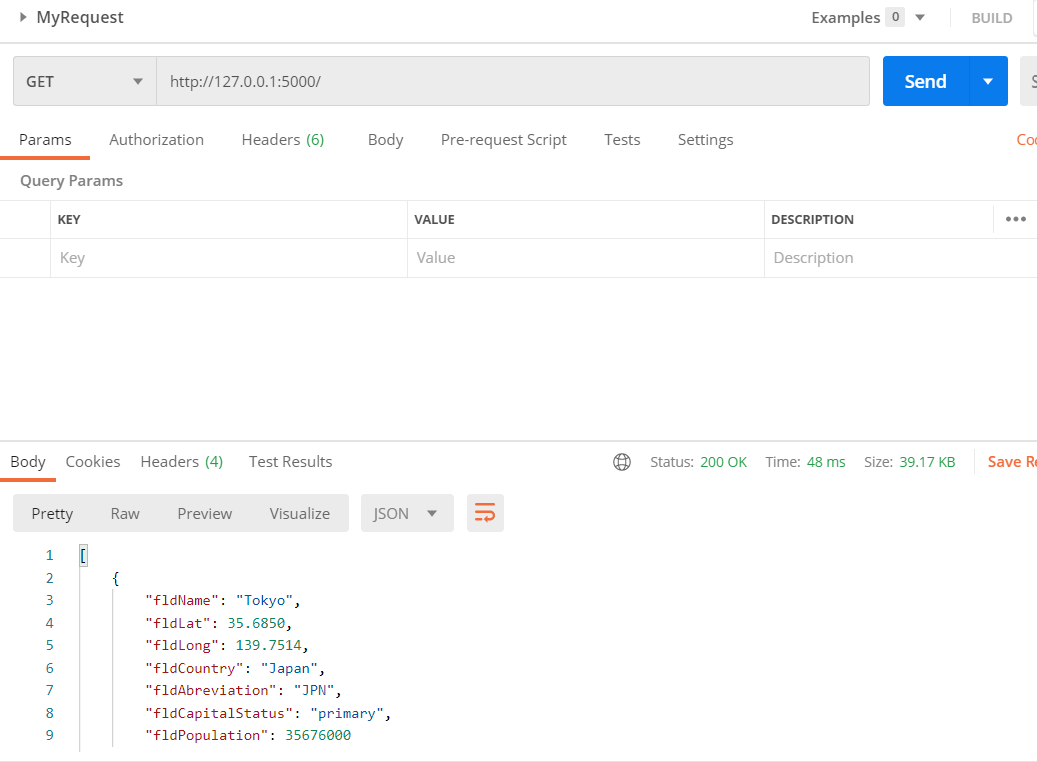 MyRequest Examples 0 BUILD
GET http://127.0.0.1:5000/ Send
Params Authorization Headers (6) Body Pre-request Script Tests Settings
Query Params
KEY VALUE DESCRIPTION
Key Value Description
Body Cookies Headers (4) Test Results Status: 200 OK Time: 48 ms Size: 39.17 KB Save
Pretty Raw Preview Visualize JSON
1 [
2 {
3 "fldName": "Tokyo",
4 "fldLat": 35.6850,
5 "fldLong": 139.7514,
6 "fldCountry": "Japan",
7 "fldAbreviation": "JPN",
8 "fldCapitalStatus": "primary",
9 "fldPopulation": 35676000